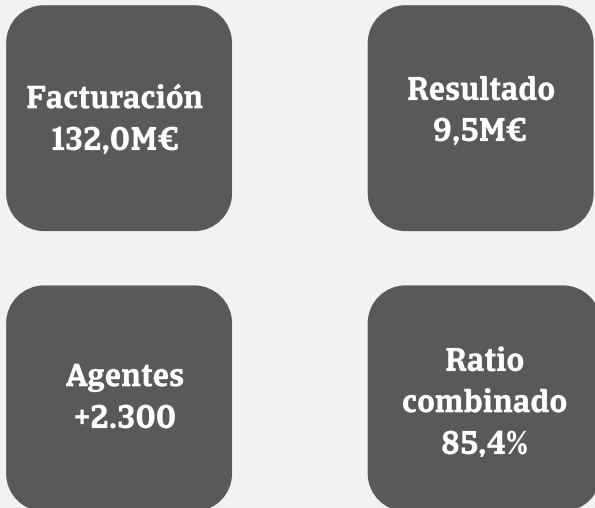 Facturación
132,0M€
Resultado
9,5M€
Agentes
+2.300
Ratio
combinado
85,4%